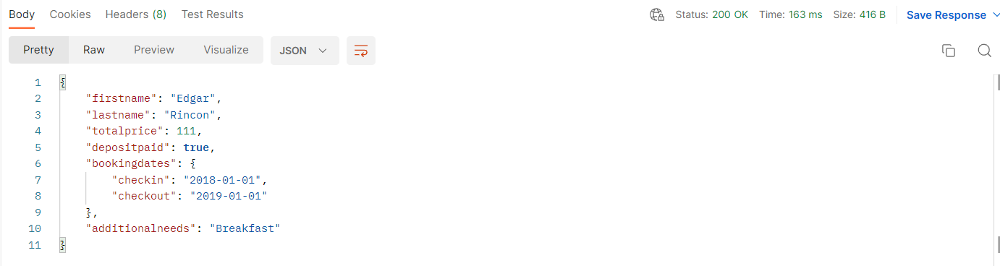 Body Cookies Headers (8) Test Results Status: 200 OK Time: 163 ms Size: 416 B Save Response
Pretty Raw Preview Visualize JSON
1 {
2 "firstname": "Edgar",
3 "lastname": "Rincon",
4 "totalprice": 111,
5 "depositpaid": true,
6 "bookingdates": {
7 "checkin": "2018-01-01",
8 "checkout": "2019-01-01"
9 },
10 "additionalneeds": "Breakfast"
11 }